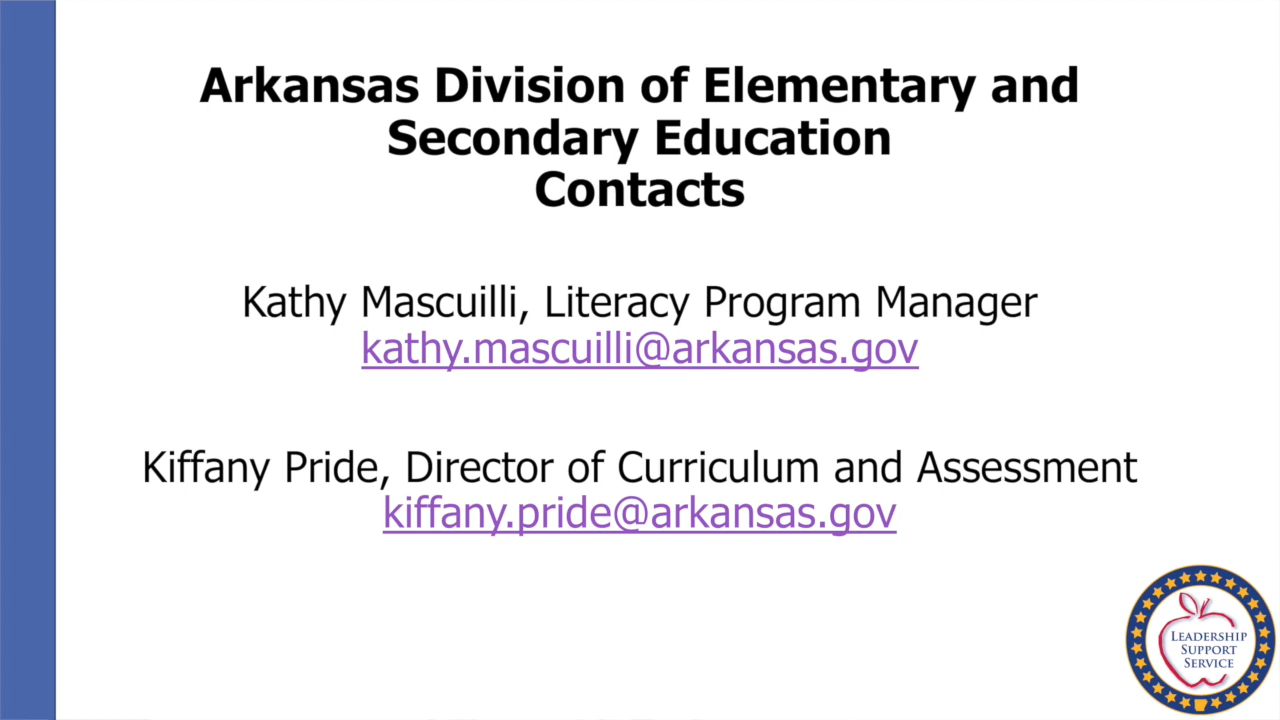 Arkansas Division of Elementary and
Secondary Education
Contacts
Kathy Mascuilli, Literacy Program Manager
kathy.mascuilli@arkansas.gov
Kiffany Pride, Director of Curriculum and Assessment
kiffany.pride@arkansas.gov
LEADERSHIP
SUPPORT
SERVICE